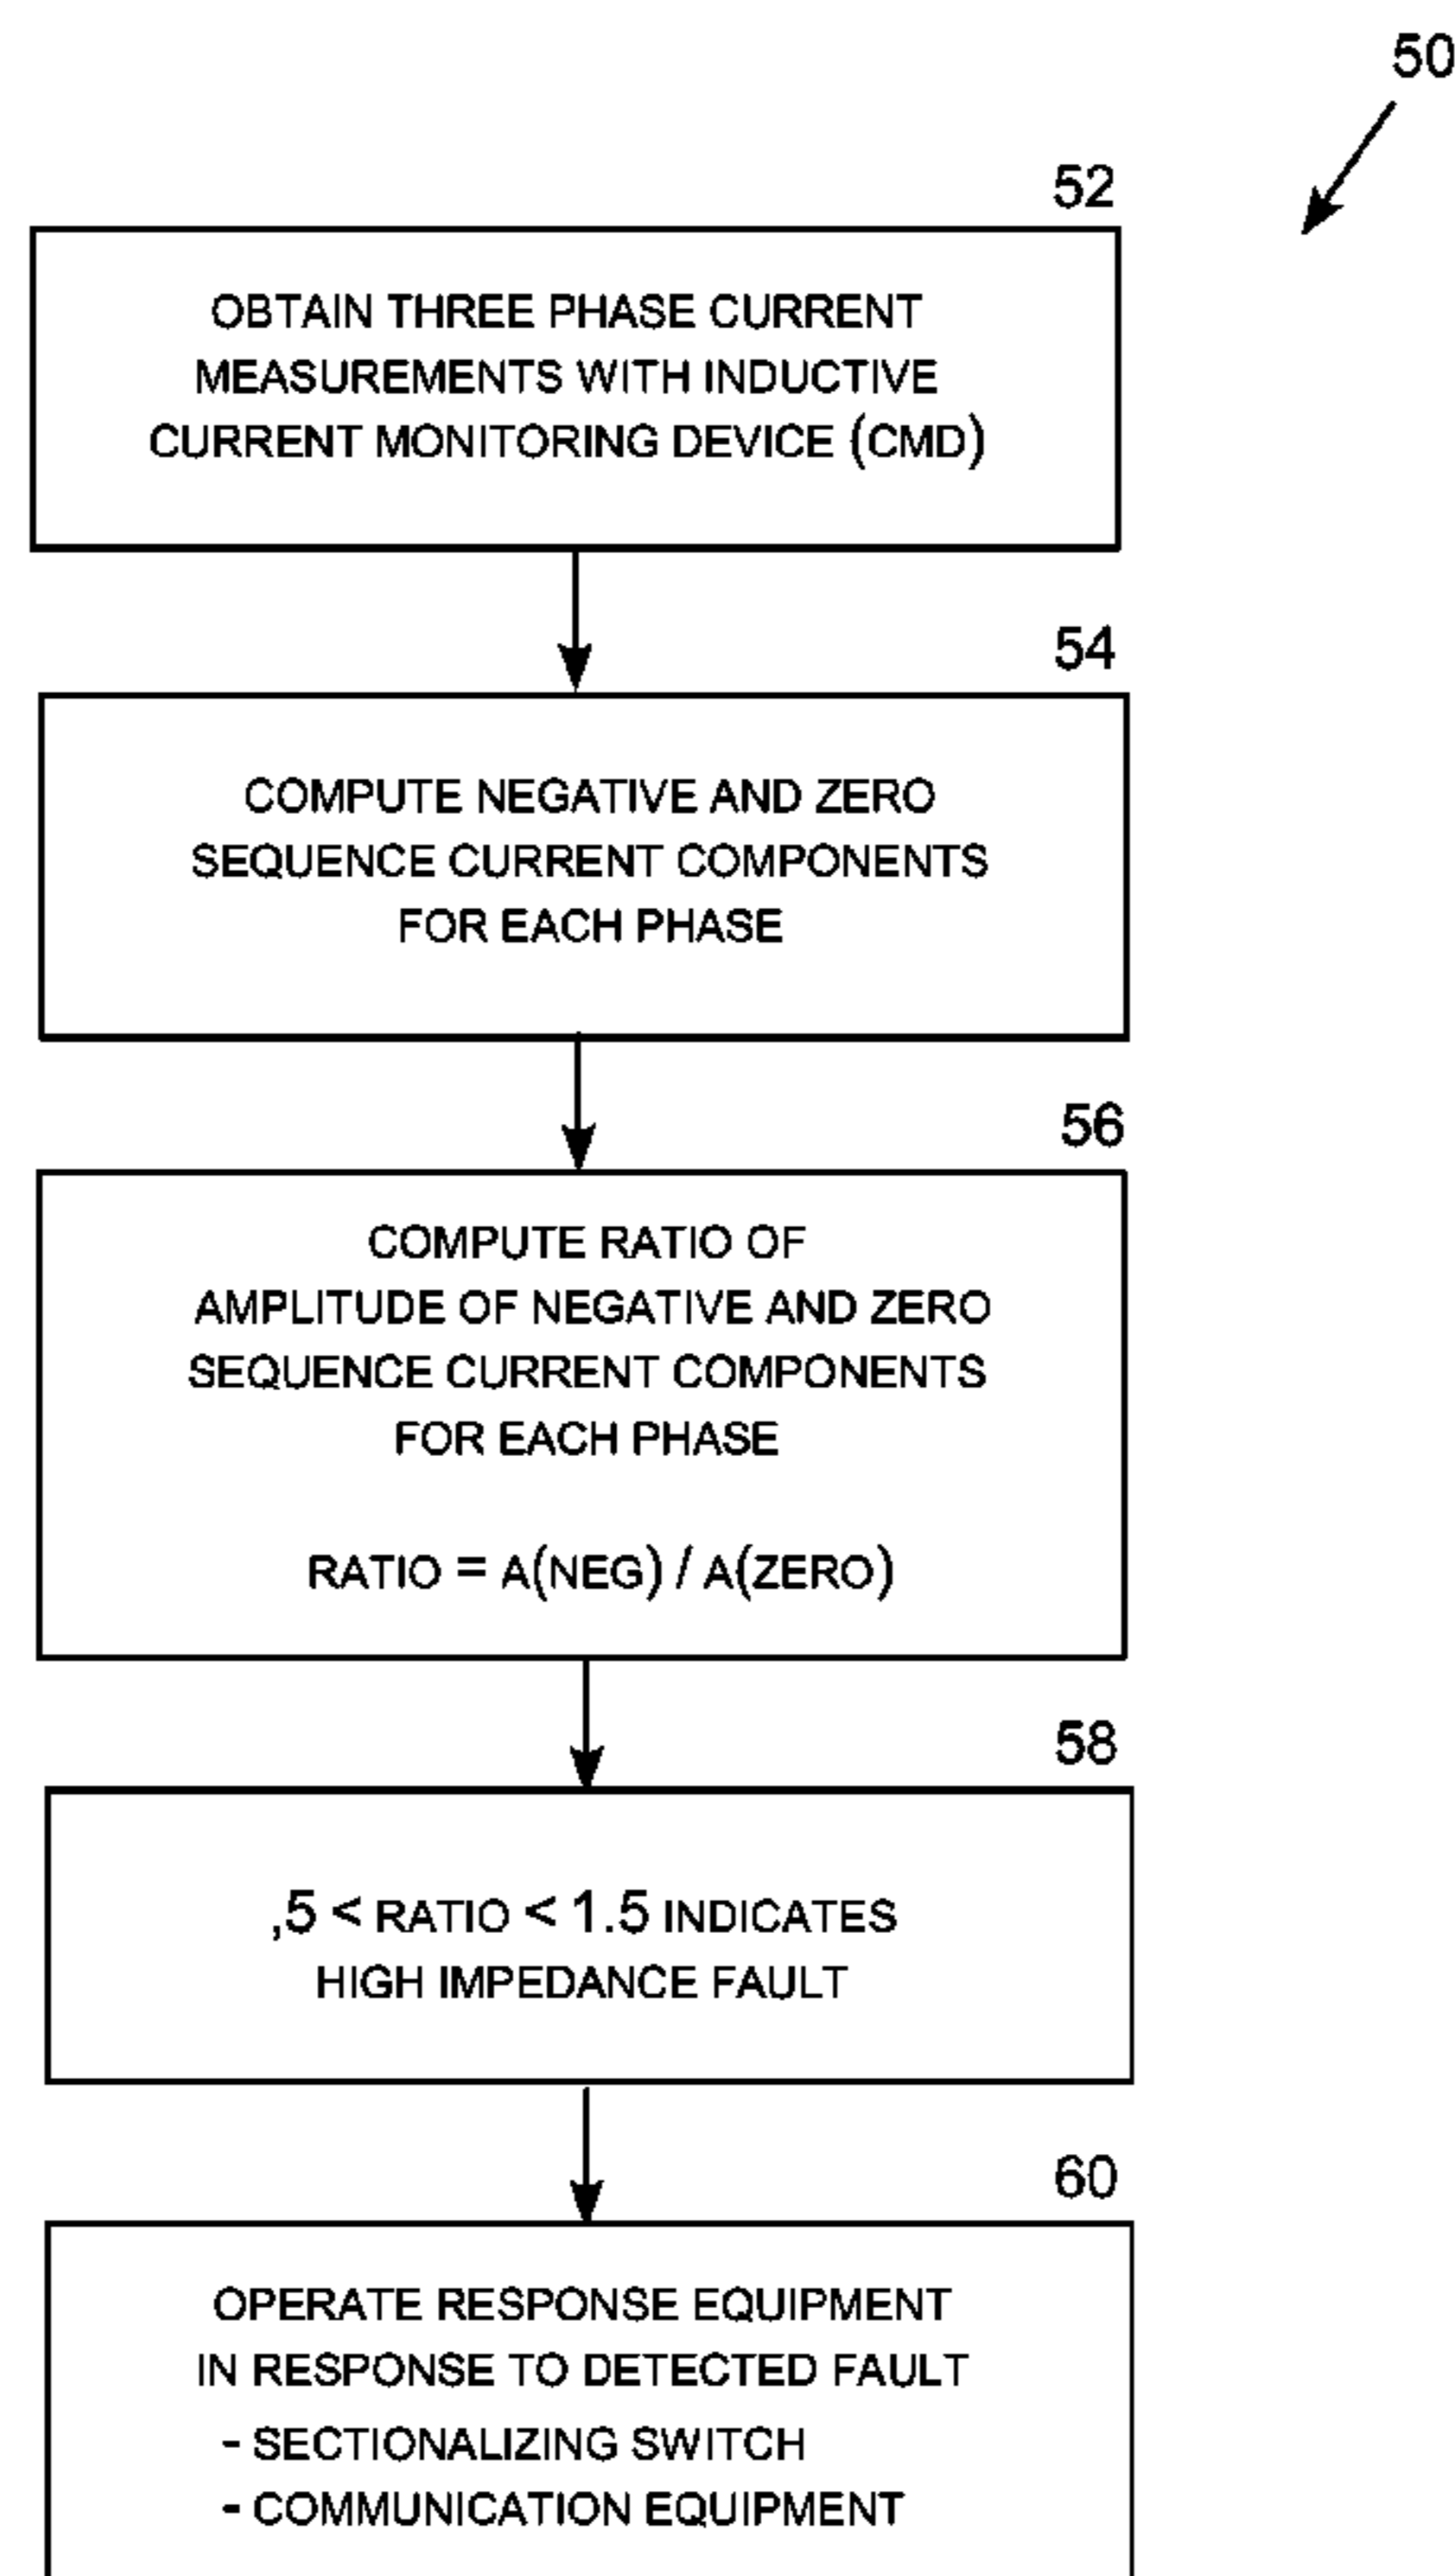 50
52
OBTAIN THREE PHASE CURRENT
MEASUREMENTS WITH INDUCTIVE
CURRENT MONITORING DEVICE (CMD)
54
COMPUTE NEGATIVE AND ZERO
SEQUENCE CURRENT COMPONENTS
FOR EACH PHASE
56
COMPUTE RATIO OF
AMPLITUDE OF NEGATIVE AND ZERO
SEQUENCE CURRENT COMPONENTS
FOR EACH PHASE
RATIO = A(NEG) / A(ZERO)
58
,5 < RATIO < 1.5 INDICATES
HIGH IMPEDANCE FAULT
60
OPERATE RESPONSE EQUIPMENT
IN RESPONSE TO DETECTED FAULT
- SECTIONALIZING SWITCH
- COMMUNICATION EQUIPMENT